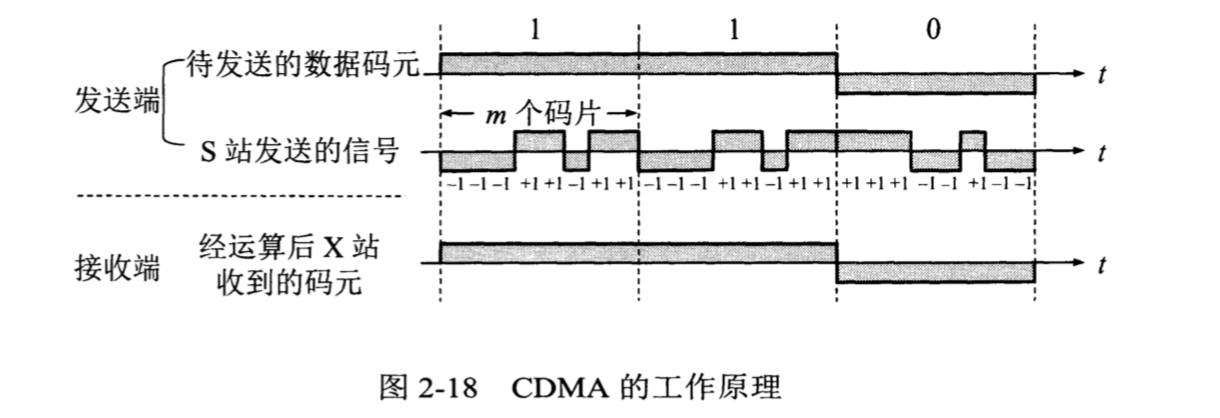 1 1 0
待发送的数据码元 t
发送端
m 个码片
S 站发送的信号 t
–1 –1 –1 +1 +1 –1 +1 +1 –1 –1 –1 +1 +1 –1 +1 +1 +1 +1 +1 –1 –1 +1 –1 –1
接收端
经运算后 X 站
收到的码元
t
图 2-18 CDMA 的工作原理